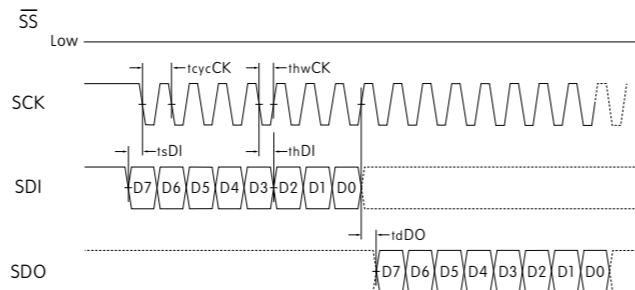 SS
Low
tcycCK thwCK
SCK
tsDI thDI
SDI D7 D6 D5 D4 D3 D2 D1 D0
tdDO
SDO D7 D6 D5 D4 D3 D2 D1 D0